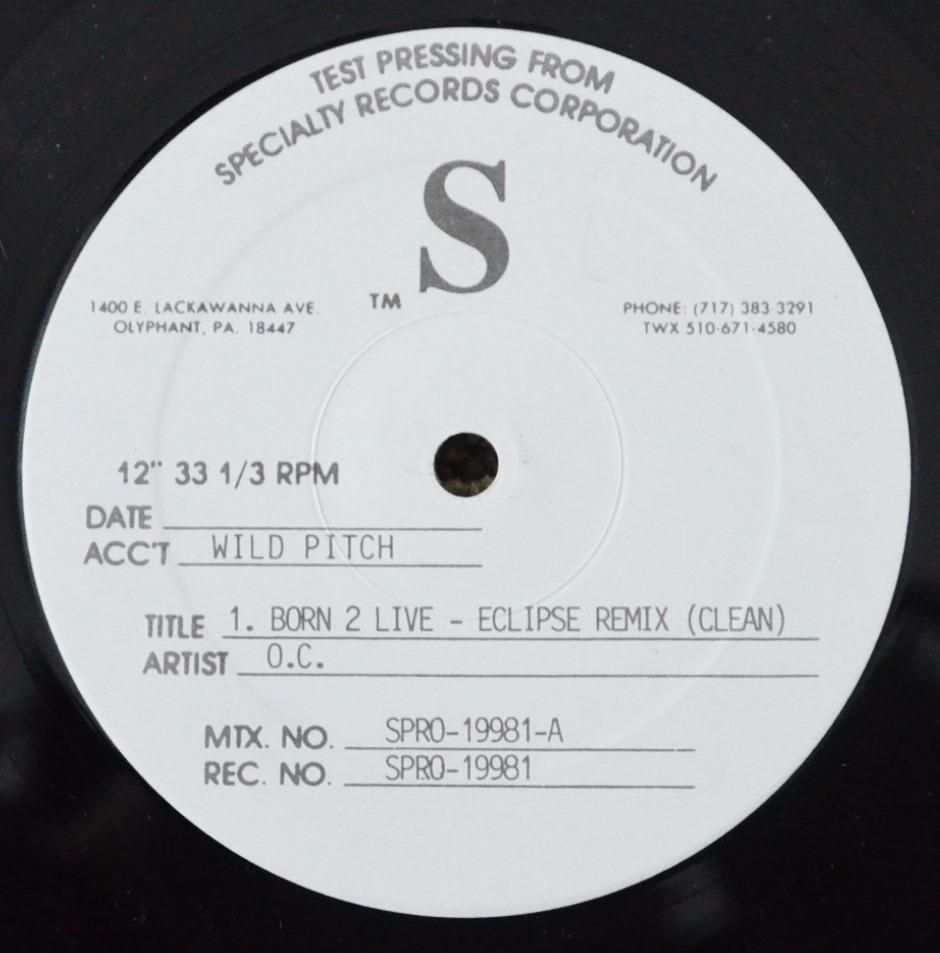 TEST PRESSING FROM
SPECIALTY RECORDS CORPORATION
S
TM
1400 E. LACKAWANNA AVE.
OLYPHANT, PA. 18447
PHONE: (717) 383-3291
TWX 510-671-4580
12" 33 1/3 RPM
DATE
ACC'T WILD PITCH
TITLE 1. BORN 2 LIVE - ECLIPSE REMIX (CLEAN)
ARTIST O.C.
MTX. NO. SPRO-19981-A
REC. NO. SPRO-19981